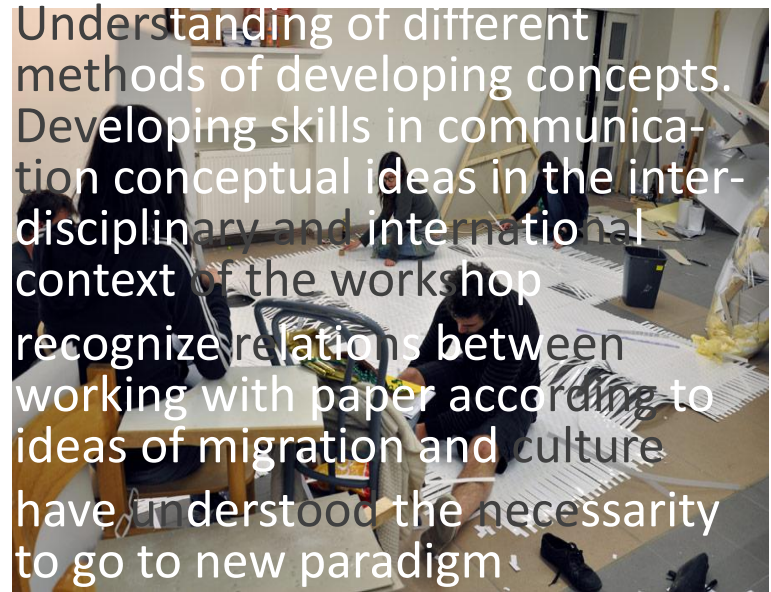 Understanding of different
methods of developing concepts.
Developing skills in communica-
tion conceptual ideas in the inter-
disciplinary and international
context of the workshop
recognize relations between
working with paper according to
ideas of migration and culture
have understood the necessarity
to go to new paradigm